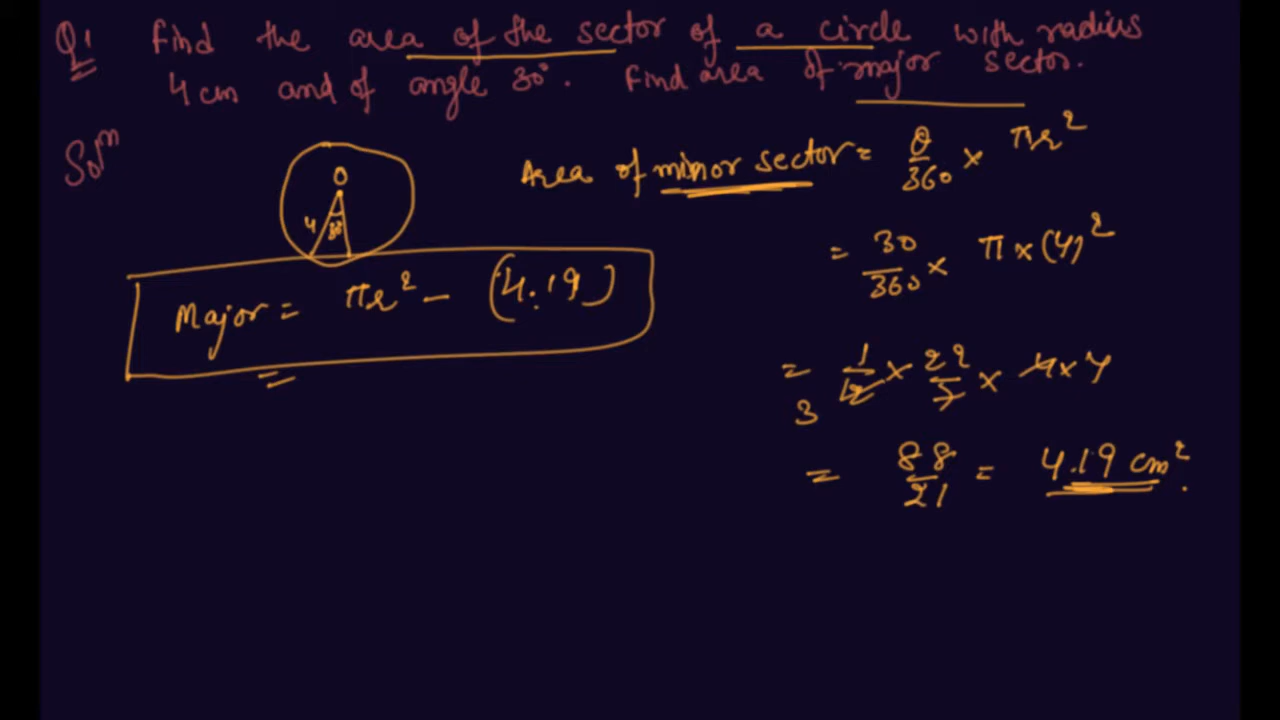 Q1 Find the area of the sector of a circle with radius
4 cm and of angle 30°. Find area of major sector.
Solⁿ
O
4 30
Area of minor sector = θ/360 × πr²
= 30/360 × π × (4)²
= 1/12 × 22/7 × 4 × 4
3
= 88/21 = 4.19 cm².
Major = πr² − (4.19)